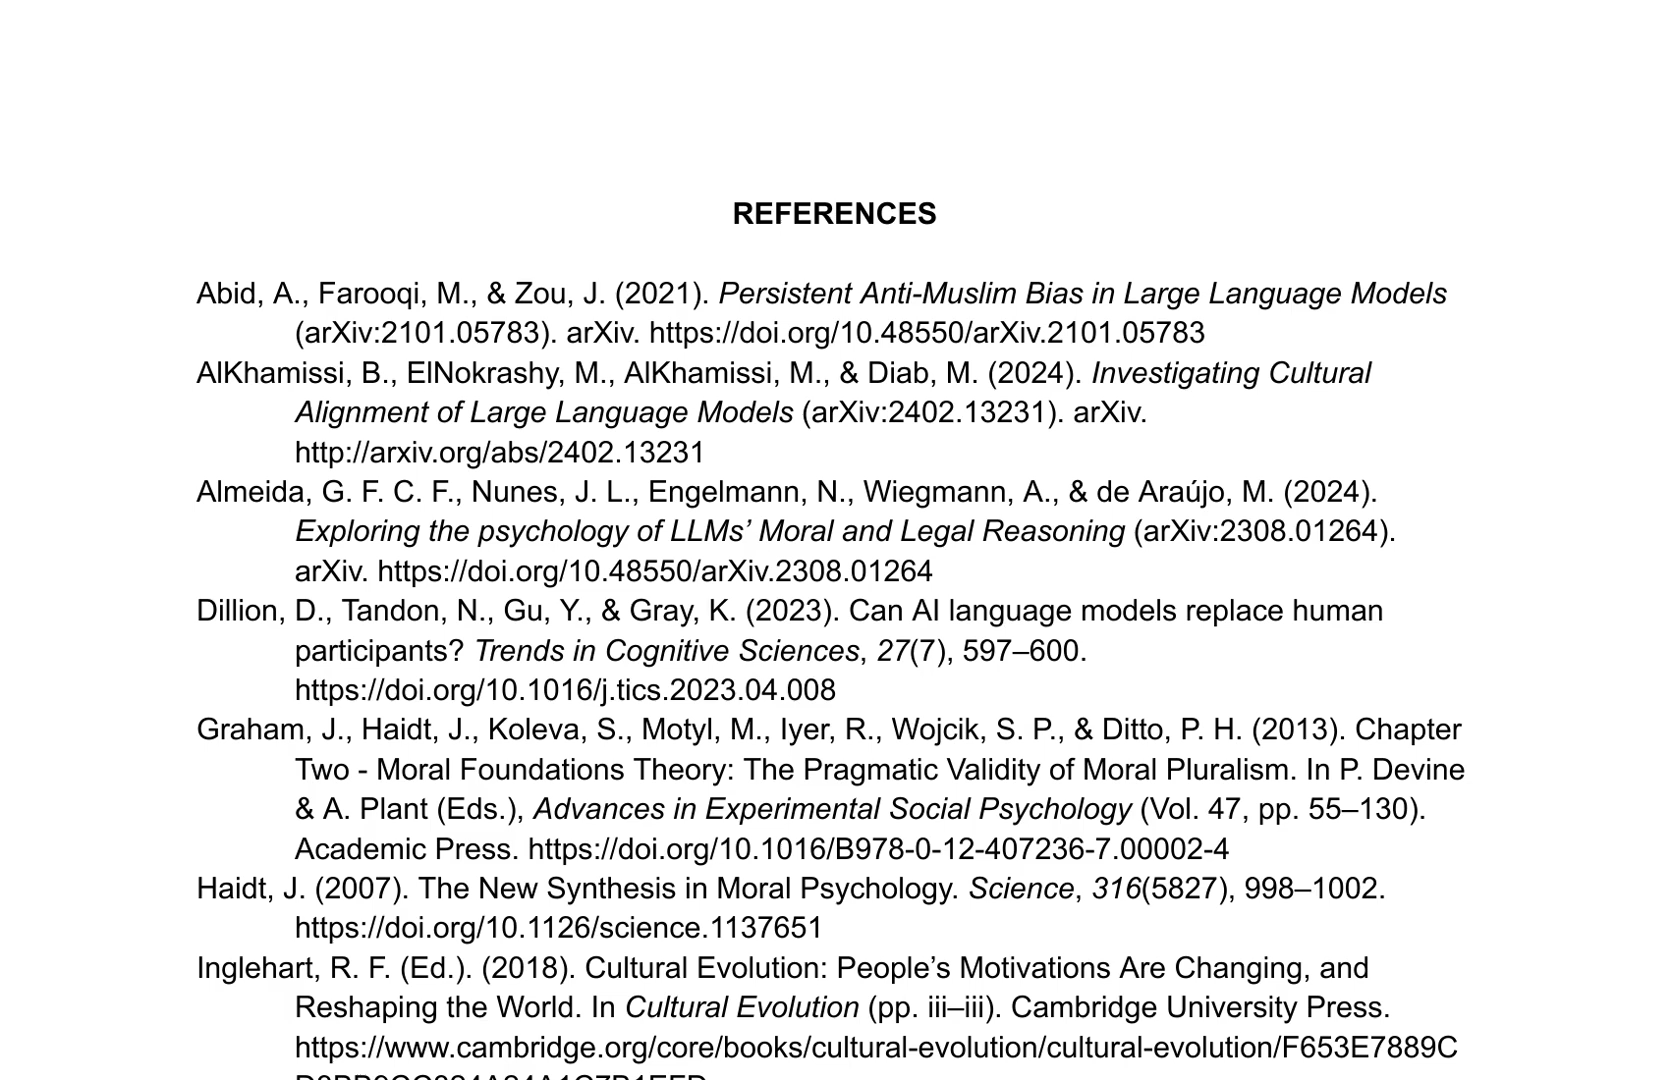 REFERENCES
Abid, A., Farooqi, M., & Zou, J. (2021). Persistent Anti-Muslim Bias in Large Language Models
(arXiv:2101.05783). arXiv. https://doi.org/10.48550/arXiv.2101.05783
AlKhamissi, B., ElNokrashy, M., AlKhamissi, M., & Diab, M. (2024). Investigating Cultural
Alignment of Large Language Models (arXiv:2402.13231). arXiv.
http://arxiv.org/abs/2402.13231
Almeida, G. F. C. F., Nunes, J. L., Engelmann, N., Wiegmann, A., & de Araújo, M. (2024).
Exploring the psychology of LLMs’ Moral and Legal Reasoning (arXiv:2308.01264).
arXiv. https://doi.org/10.48550/arXiv.2308.01264
Dillion, D., Tandon, N., Gu, Y., & Gray, K. (2023). Can AI language models replace human
participants? Trends in Cognitive Sciences, 27(7), 597–600.
https://doi.org/10.1016/j.tics.2023.04.008
Graham, J., Haidt, J., Koleva, S., Motyl, M., Iyer, R., Wojcik, S. P., & Ditto, P. H. (2013). Chapter
Two - Moral Foundations Theory: The Pragmatic Validity of Moral Pluralism. In P. Devine
& A. Plant (Eds.), Advances in Experimental Social Psychology (Vol. 47, pp. 55–130).
Academic Press. https://doi.org/10.1016/B978-0-12-407236-7.00002-4
Haidt, J. (2007). The New Synthesis in Moral Psychology. Science, 316(5827), 998–1002.
https://doi.org/10.1126/science.1137651
Inglehart, R. F. (Ed.). (2018). Cultural Evolution: People’s Motivations Are Changing, and
Reshaping the World. In Cultural Evolution (pp. iii–iii). Cambridge University Press.
https://www.cambridge.org/core/books/cultural-evolution/cultural-evolution/F653E7889C